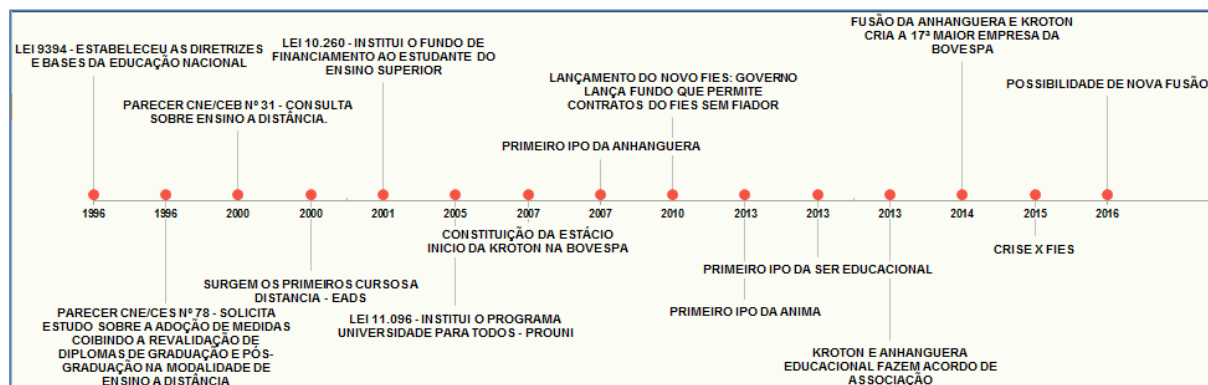 LEI 9394 - ESTABELECEU AS DIRETRIZES
E BASES DA EDUCAÇÃO NACIONAL
PARECER CNE/CEB Nº 31 - CONSULTA
SOBRE ENSINO A DISTÂNCIA.
LEI 10.260 - INSTITUI O FUNDO DE
FINANCIAMENTO AO ESTUDANTE DO
ENSINO SUPERIOR
PRIMEIRO IPO DA ANHANGUERA
LANÇAMENTO DO NOVO FIES: GOVERNO
LANÇA FUNDO QUE PERMITE
CONTRATOS DO FIES SEM FIADOR
FUSÃO DA ANHANGUERA E KROTON
CRIA A 17ª MAIOR EMPRESA DA
BOVESPA
POSSIBILIDADE DE NOVA FUSÃO
1996 1996 2000 2000 2001 2005 2007 2007 2010 2013 2013 2013 2014 2015 2016
PARECER CNE/CES Nº 78 - SOLICITA
ESTUDO SOBRE A ADOÇÃO DE MEDIDAS
COIBINDO A REVALIDAÇÃO DE
DIPLOMAS DE GRADUAÇÃO E PÓS-
GRADUAÇÃO NA MODALIDADE DE
ENSINO A DISTÂNCIA
SURGEM OS PRIMEIROS CURSOS A
DISTANCIA - EADS
LEI 11.096 - INSTITUI O PROGRAMA
UNIVERSIDADE PARA TODOS - PROUNI
CONSTITUIÇÃO DA ESTÁCIO
INICIO DA KROTON NA BOVESPA
PRIMEIRO IPO DA ANIMA
PRIMEIRO IPO DA SER EDUCACIONAL
KROTON E ANHANGUERA
EDUCACIONAL FAZEM ACORDO DE
ASSOCIAÇÃO
CRISE X FIES